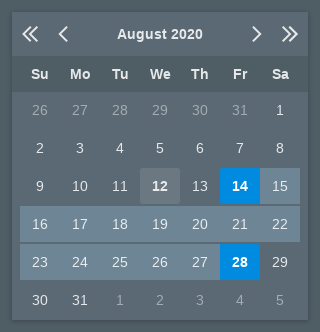 August 2020
Su Mo Tu We Th Fr Sa
26 27 28 29 30 31 1
2 3 4 5 6 7 8
9 10 11 12 13 14 15
16 17 18 19 20 21 22
23 24 25 26 27 28 29
30 31 1 2 3 4 5